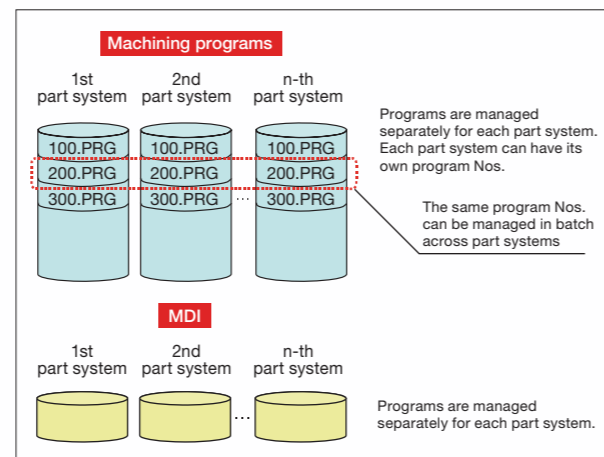 Machining programs
1st
part system
2nd
part system
n-th
part system
100.PRG
100.PRG
100.PRG
200.PRG
200.PRG
200.PRG
300.PRG
300.PRG
...
300.PRG
Programs are managed
separately for each part system.
Each part system can have its
own program Nos.
The same program Nos.
can be managed in batch
across part systems
MDI
1st
part system
2nd
part system
n-th
part system
...
Programs are managed
separately for each part system.